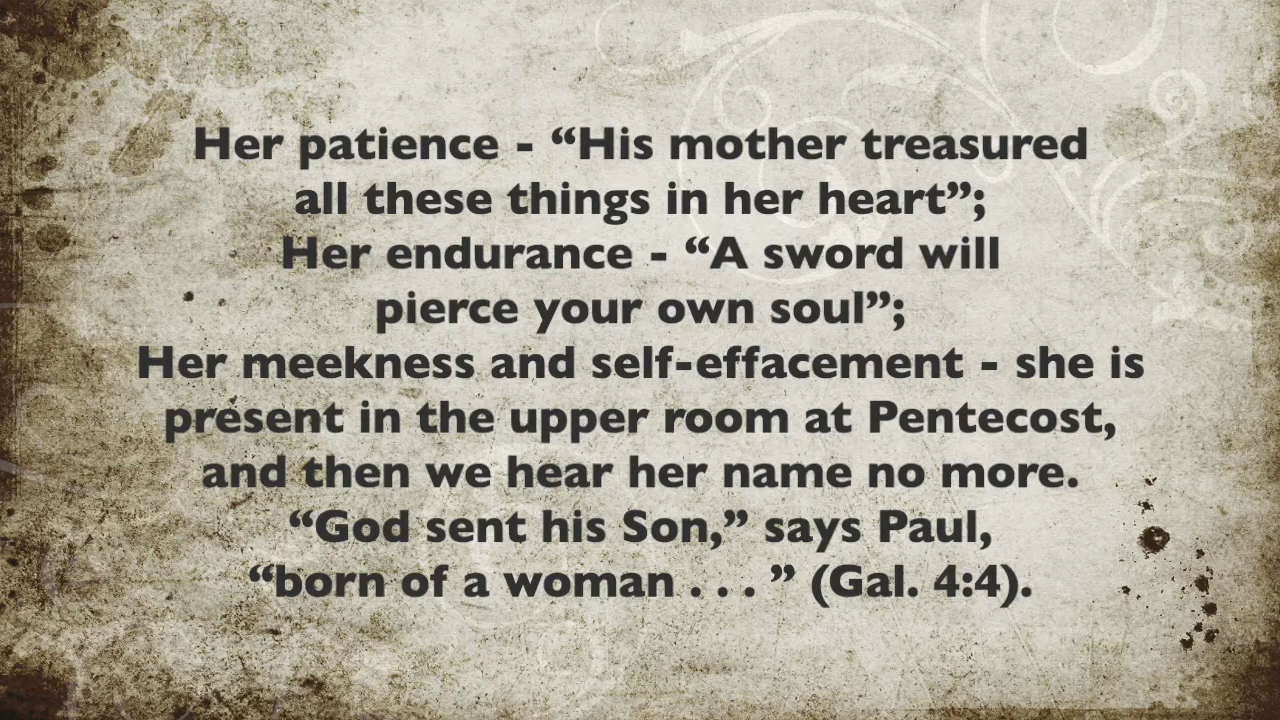 Her patience - “His mother treasured
all these things in her heart”;
Her endurance - “A sword will
pierce your own soul”;
Her meekness and self-effacement - she is
present in the upper room at Pentecost,
and then we hear her name no more.
“God sent his Son,” says Paul,
“born of a woman . . . ” (Gal. 4:4).